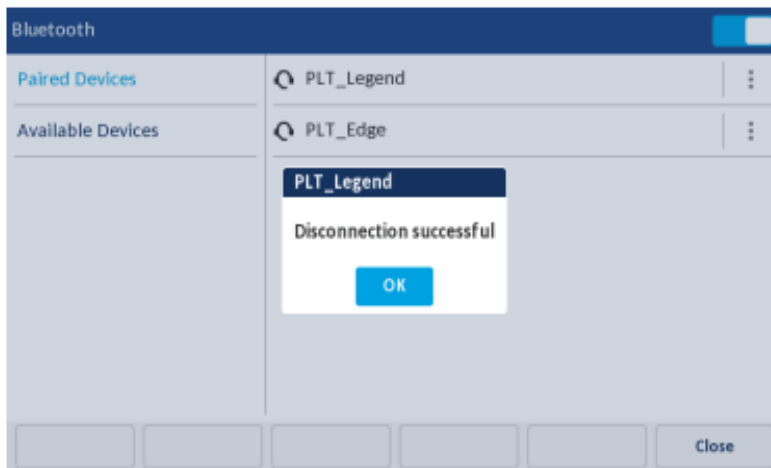 Bluetooth
Paired Devices
PLT_Legend
Available Devices
PLT_Edge
PLT_Legend
Disconnection successful
OK
Close